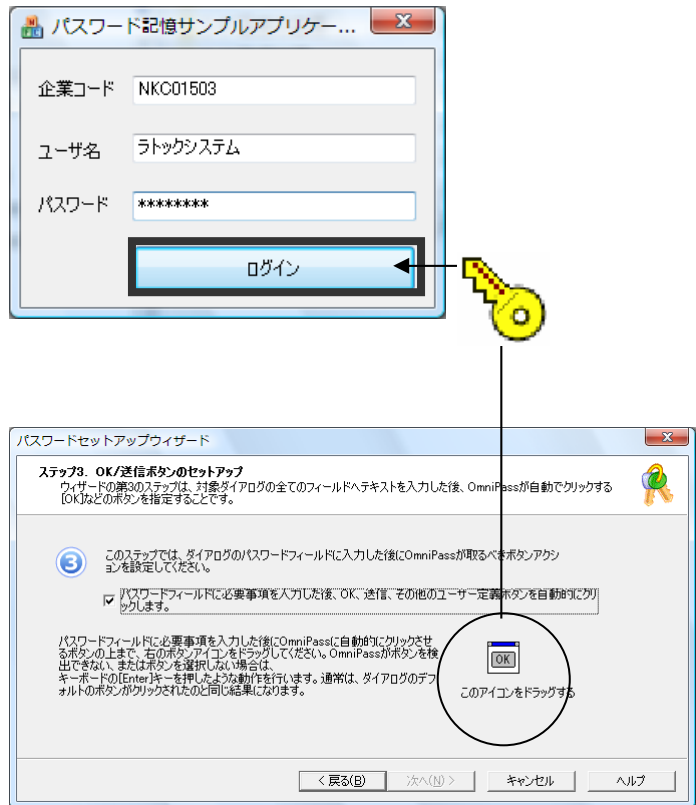 パスワード記憶サンプルアプリケー...
企業コード NKC01503
ユーザ名 ラトックシステム
パスワード ********
ログイン
パスワードセットアップウィザード
ステップ3. OK/送信ボタンのセットアップ
ウィザードの第3のステップは、対象ダイアログの全てのフィールドへテキストを入力した後、OmniPassが自動でクリックする
[OK]などのボタンを指定することです。
3 このステップでは、ダイアログのパスワードフィールドに入力した後にOmniPassが取るべきボタンアクシ
ョンを設定してください。
パスワードフィールドに必要事項を入力した後、OK、送信、その他のユーザー定義ボタンを自動的にクリ
ックします。
パスワードフィールドに必要事項を入力した後にOmniPassに自動的にクリックさせ
るボタンの上まで、右のボタンアイコンをドラッグしてください。OmniPassがボタンを検
出できない、またはボタンを選択しない場合は、
キーボードの[Enter]キーを押したような動作を行います。通常は、ダイアログのデフ
ォルトのボタンがクリックされたのと同じ結果になります。
OK
このアイコンをドラッグする
< 戻る(B) 次へ(N) > キャンセル ヘルプ